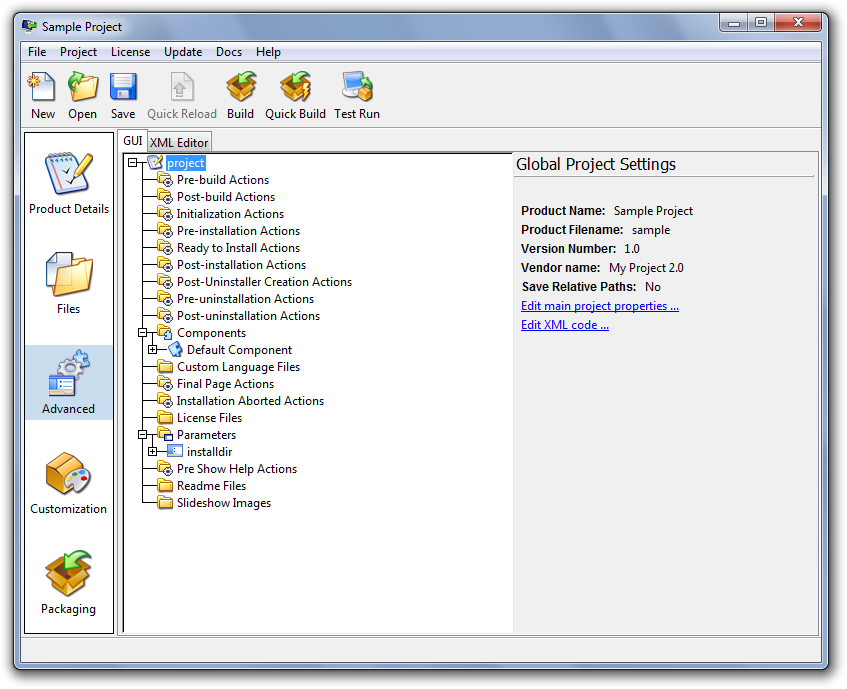 Sample Project
File Project License Update Docs Help
New Open Save Quick Reload Build Quick Build Test Run
Product Details
Files
Advanced
Customization
Packaging
GUI XML Editor
project
Pre-build Actions
Post-build Actions
Initialization Actions
Pre-installation Actions
Ready to Install Actions
Post-installation Actions
Post-Uninstaller Creation Actions
Pre-uninstallation Actions
Post-uninstallation Actions
Components
Default Component
Custom Language Files
Final Page Actions
Installation Aborted Actions
License Files
Parameters
installdir
Pre Show Help Actions
Readme Files
Slideshow Images
Global Project Settings
Product Name: Sample Project
Product Filename: sample
Version Number: 1.0
Vendor name: My Project 2.0
Save Relative Paths: No
Edit main project properties ...
Edit XML code ...